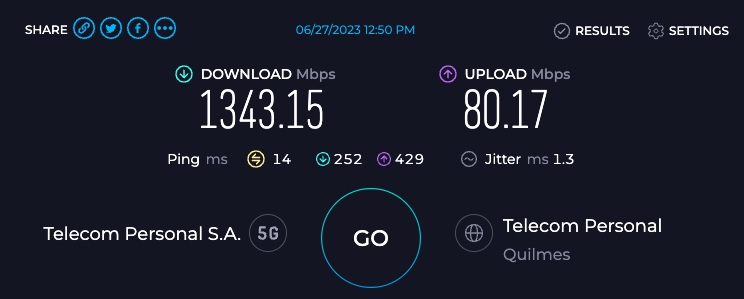 SHARE 06/27/2023 12:50 PM RESULTS SETTINGS
DOWNLOAD Mbps UPLOAD Mbps
1343.15 80.17
Ping ms 14 252 429 Jitter ms 1.3
Telecom Personal S.A. 5G GO Telecom Personal
Quilmes